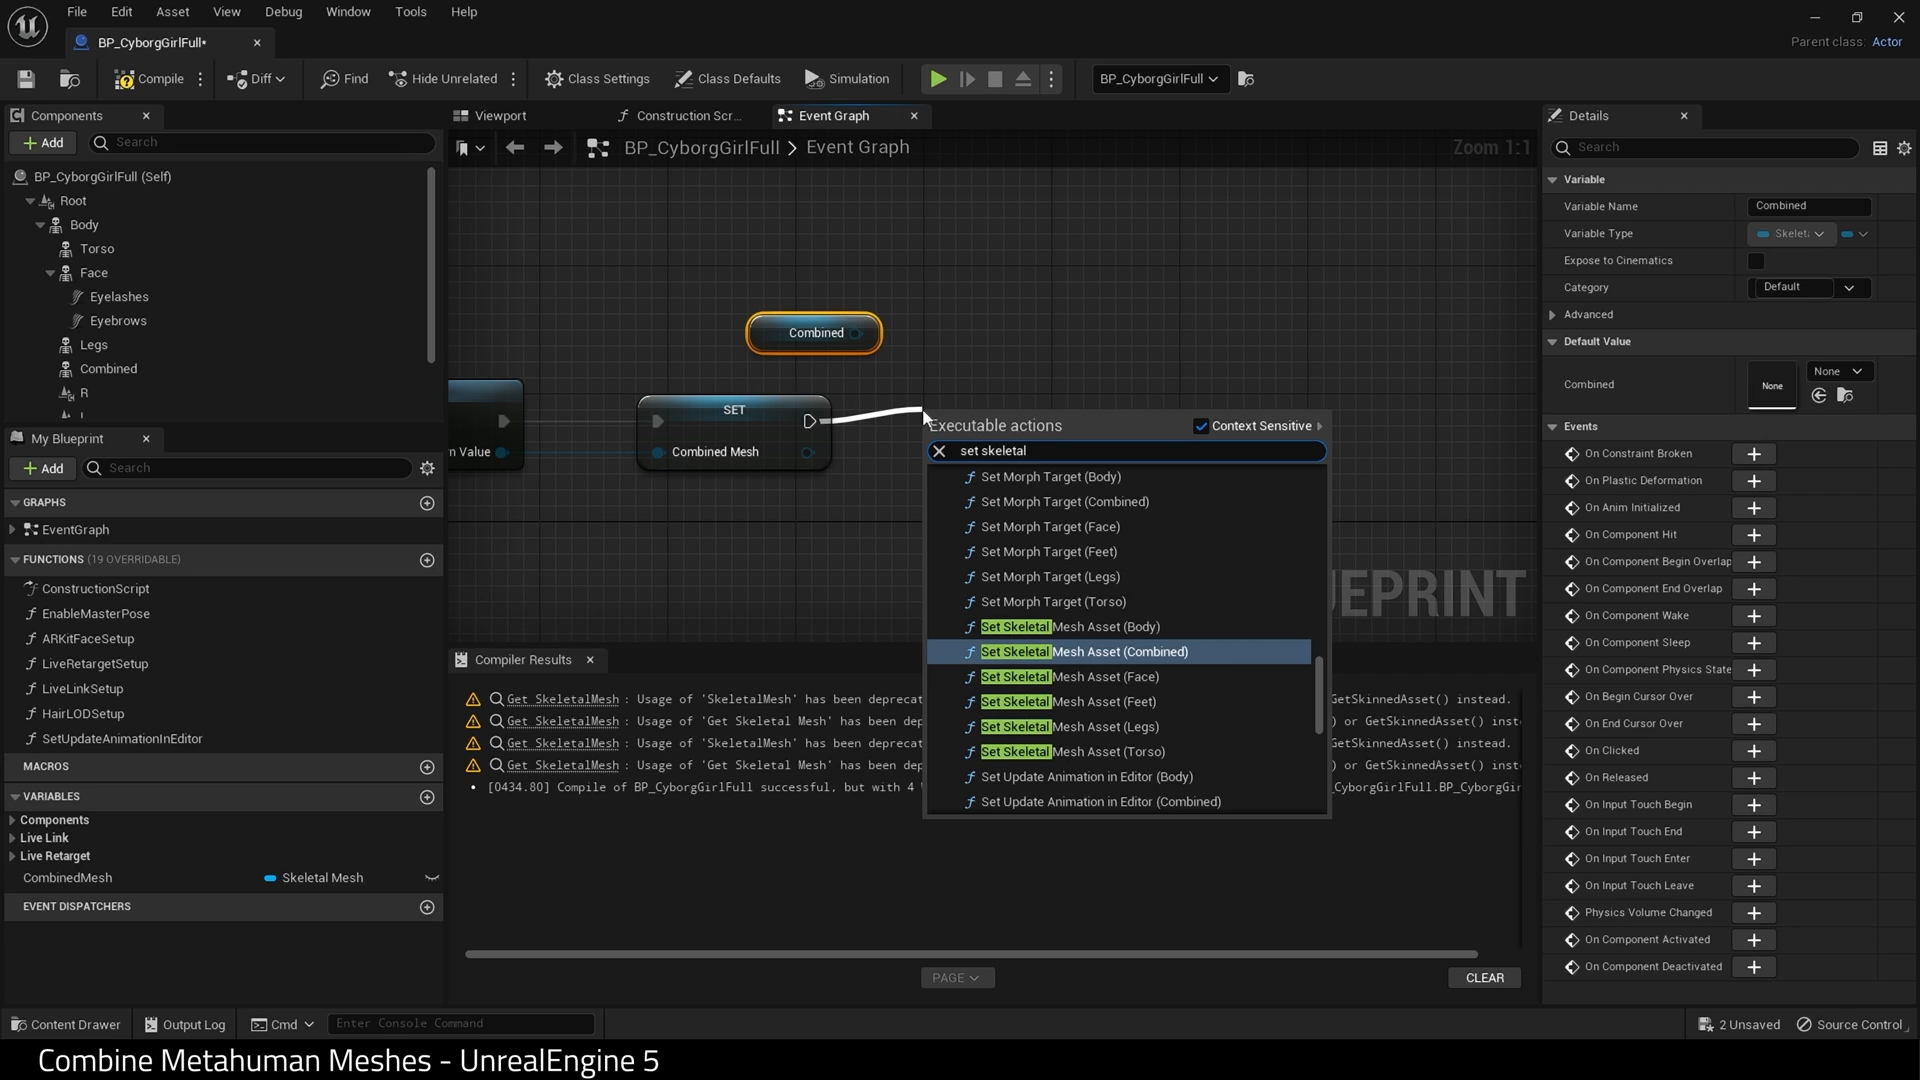 File Edit Asset View Debug Window Tools Help
BP_CyborgGirlFull*
Parent class: Actor
Compile Diff Find Hide Unrelated Class Settings Class Defaults Simulation BP_CyborgGirlFull
Components
Add Search
BP_CyborgGirlFull (Self)
Root
Body
Torso
Face
Eyelashes
Eyebrows
Legs
Combined
R
My Blueprint
Add Search
GRAPHS
EventGraph
FUNCTIONS (19 OVERRIDABLE)
ConstructionScript
EnableMasterPose
ARKitFaceSetup
LiveRetargetSetup
LiveLinkSetup
HairLODSetup
SetUpdateAnimationInEditor
MACROS
VARIABLES
Components
Live Link
Live Retarget
CombinedMesh Skeletal Mesh
EVENT DISPATCHERS
Viewport Construction Scr... Event Graph
BP_CyborgGirlFull > Event Graph Zoom 1:1
Combined
SET
n Value Combined Mesh
Executable actions Context Sensitive
set skeletal
Set Morph Target (Body)
Set Morph Target (Combined)
Set Morph Target (Face)
Set Morph Target (Feet)
Set Morph Target (Legs)
Set Morph Target (Torso)
Set Skeletal Mesh Asset (Body)
Set Skeletal Mesh Asset (Combined)
Set Skeletal Mesh Asset (Face)
Set Skeletal Mesh Asset (Feet)
Set Skeletal Mesh Asset (Legs)
Set Skeletal Mesh Asset (Torso)
Set Update Animation in Editor (Body)
Set Update Animation in Editor (Combined)
UEPRINT
Compiler Results
Get SkeletalMesh : Usage of 'SkeletalMesh' has been deprecat GetSkinnedAsset() instead.
Get SkeletalMesh : Usage of 'Get Skeletal Mesh' has been dep ) or GetSkinnedAsset() inst
Get SkeletalMesh : Usage of 'SkeletalMesh' has been deprecat GetSkinnedAsset() instead.
Get SkeletalMesh : Usage of 'Get Skeletal Mesh' has been dep ) or GetSkinnedAsset() inst
[0434.80] Compile of BP_CyborgGirlFull successful, but with 4 _CyborgGirlFull.BP_CyborgGir
PAGE CLEAR
Details
Search
Variable
Variable Name Combined
Variable Type Skelet
Expose to Cinematics
Category Default
Advanced
Default Value
Combined None None
Events
On Constraint Broken
On Plastic Deformation
On Anim Initialized
On Component Hit
On Component Begin Overlap
On Component End Overlap
On Component Wake
On Component Sleep
On Component Physics State
On Begin Cursor Over
On End Cursor Over
On Clicked
On Released
On Input Touch Begin
On Input Touch End
On Input Touch Enter
On Input Touch Leave
Physics Volume Changed
On Component Activated
On Component Deactivated
Content Drawer Output Log Cmd Enter Console Command 2 Unsaved Source Control
Combine Metahuman Meshes - UnrealEngine 5